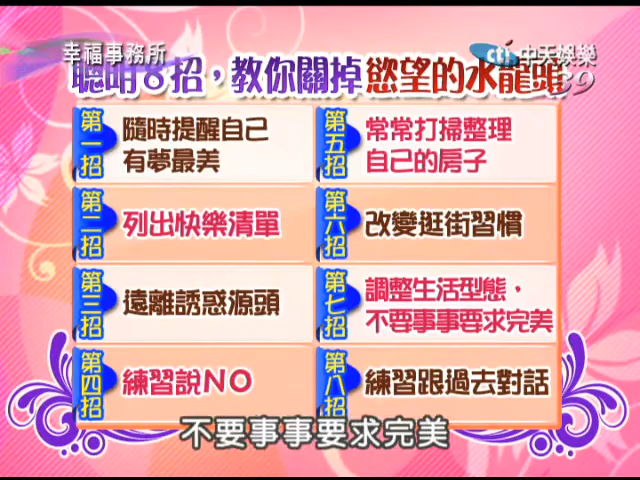 幸福事務所
cti中天娛樂
39
聰明8招,教你關掉慾望的水龍頭
第一招
隨時提醒自己
有夢最美
第二招
列出快樂清單
第三招
遠離誘惑源頭
第四招
練習說NO
第五招
常常打掃整理
自己的房子
第六招
改變逛街習慣
第七招
調整生活型態,
不要事事要求完美
第八招
練習跟過去對話
不要事事要求完美